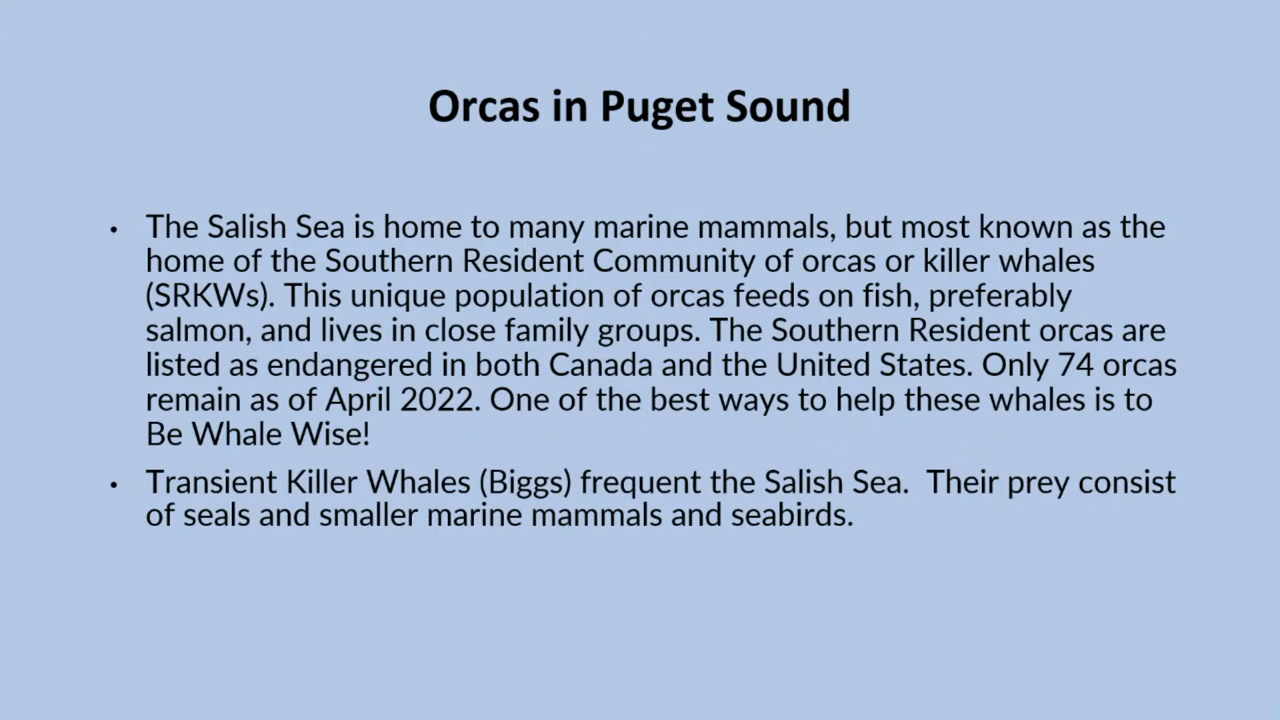 Orcas in Puget Sound
• The Salish Sea is home to many marine mammals, but most known as the
home of the Southern Resident Community of orcas or killer whales
(SRKWs). This unique population of orcas feeds on fish, preferably
salmon, and lives in close family groups. The Southern Resident orcas are
listed as endangered in both Canada and the United States. Only 74 orcas
remain as of April 2022. One of the best ways to help these whales is to
Be Whale Wise!
• Transient Killer Whales (Biggs) frequent the Salish Sea.  Their prey consist
of seals and smaller marine mammals and seabirds.